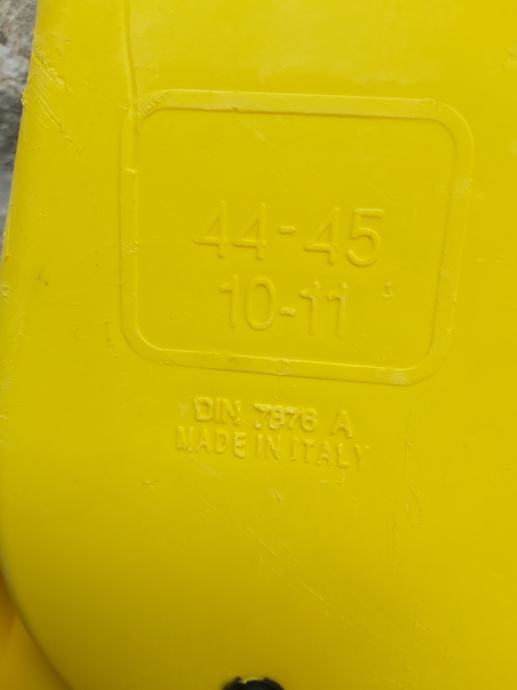 44-45
10-11
DIN 7876 A
MADE IN ITALY